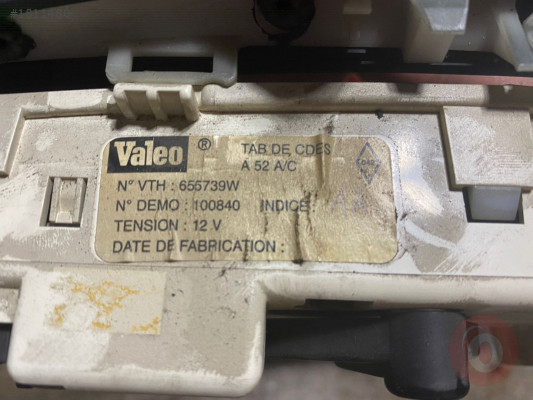 Valeo ® TAB.DE CDES
A 52 A/C
N° VTH : 655739W
N° DEMO : 100840 INDICE :
TENSION : 12 V
DATE DE FABRICATION :